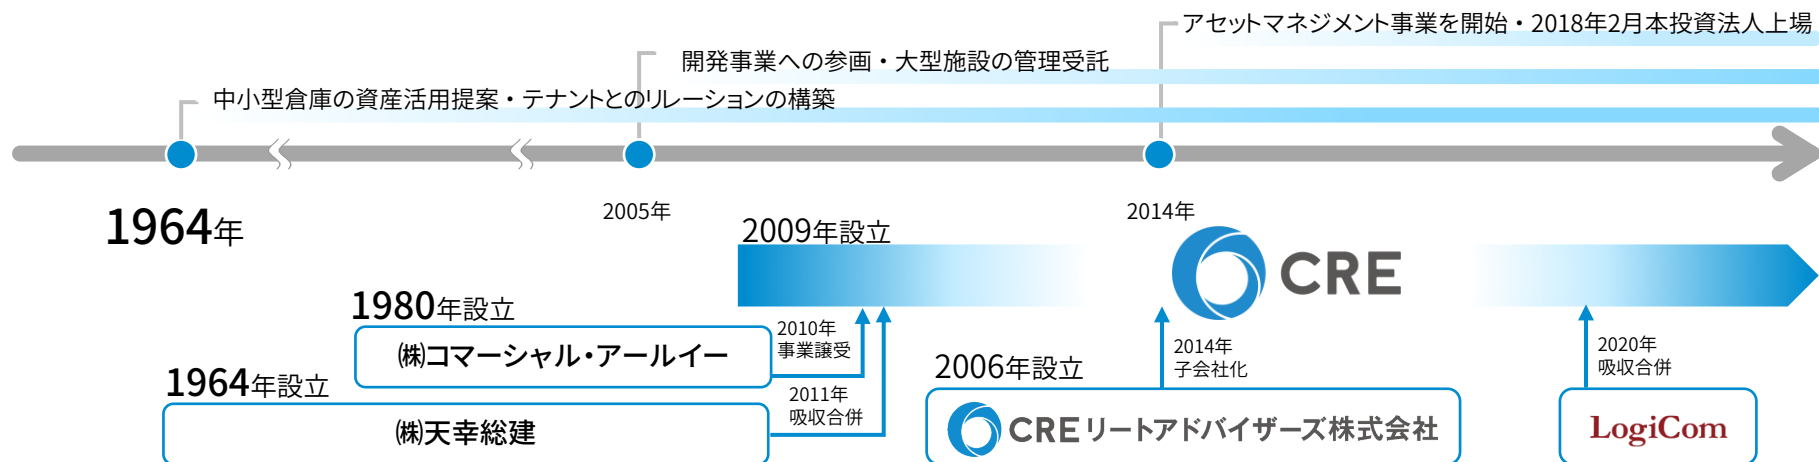 アセットマネジメント事業を開始・2018年2月本投資法人上場
開発事業への参画・大型施設の管理受託
中小型倉庫の資産活用提案・テナントとのリレーションの構築
1964年
2005年
2014年
2009年設立
CRE
1980年設立
㈱コマーシャル・アールイー
2010年
事業譲受
1964年設立
㈱天幸総建
2011年
吸収合併
2006年設立
2014年
子会社化
CREリートアドバイザーズ株式会社
2020年
吸収合併
LogiCom